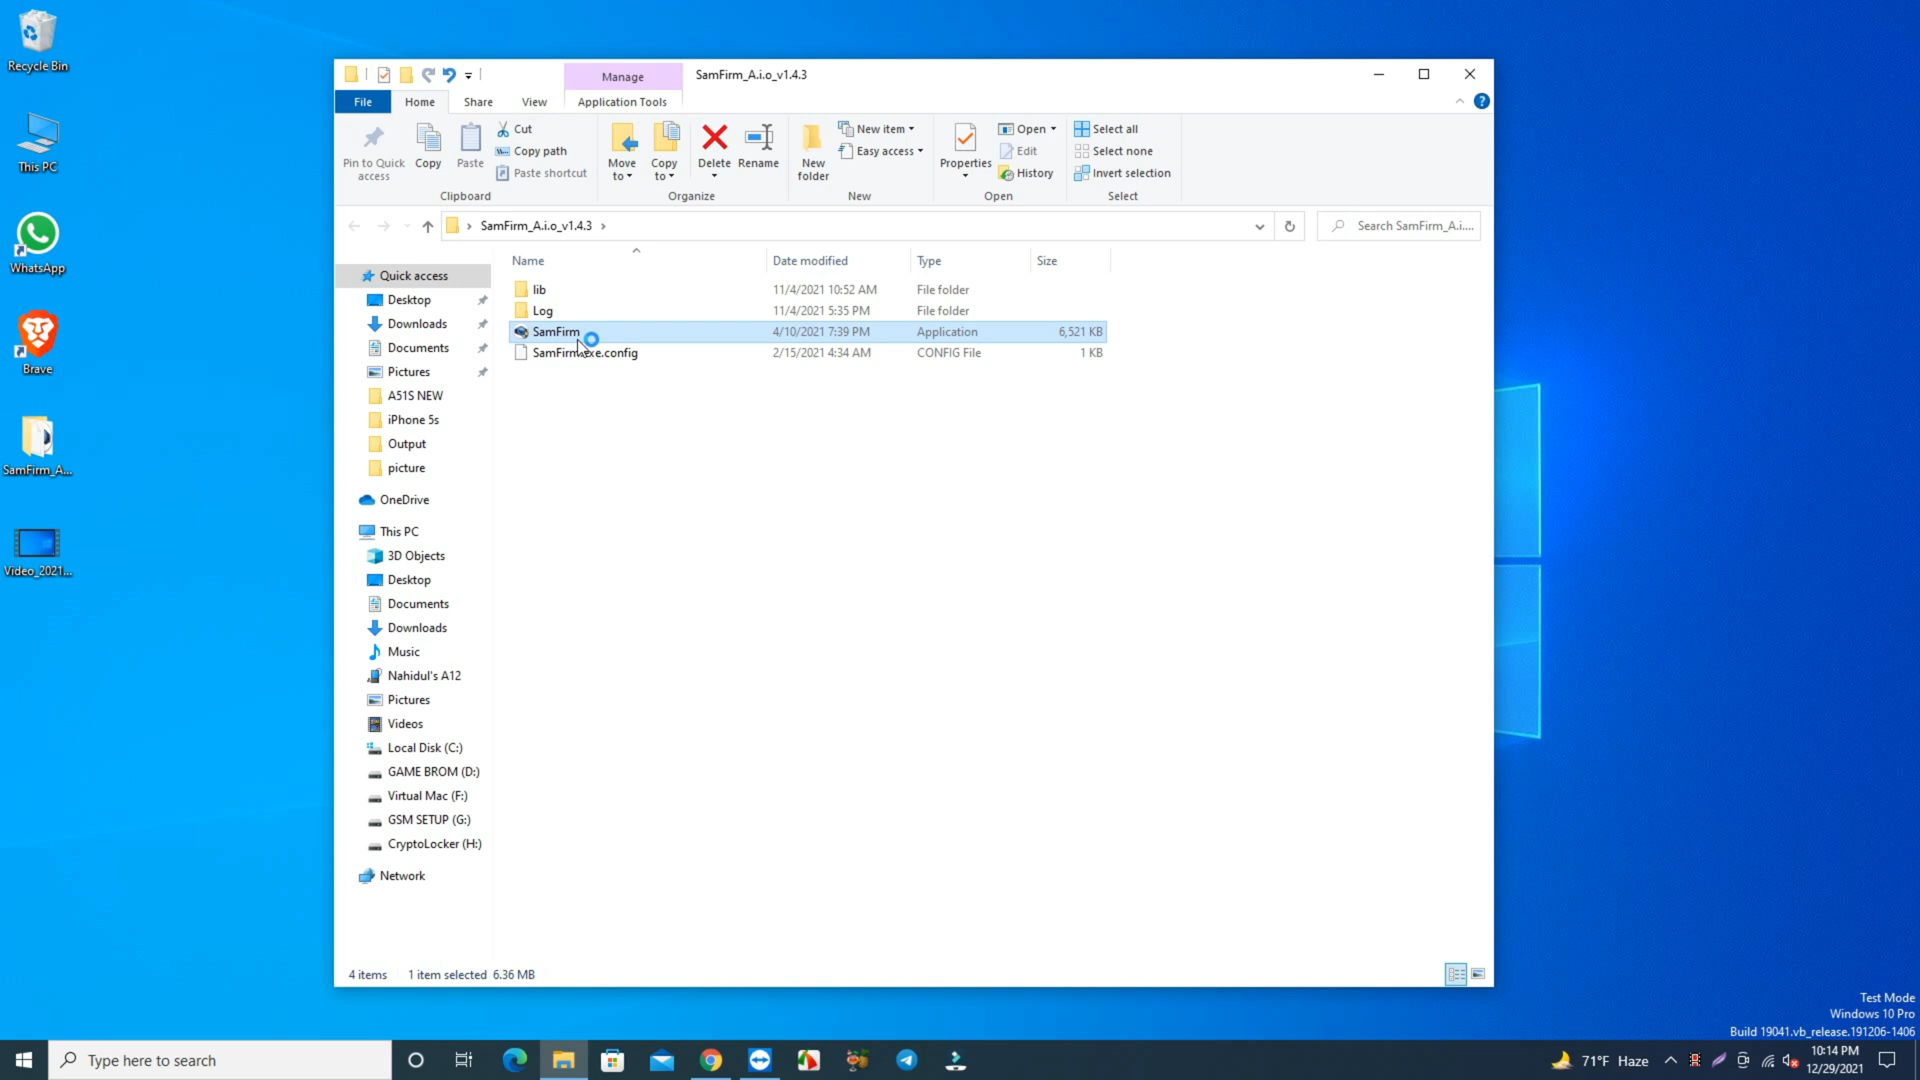 Recycle Bin
This PC
WhatsApp
Brave
SamFirm_A...
Video_2021...
Manage
SamFirm_A.i.o_v1.4.3
File
Home
Share
View
Application Tools
Pin to Quick access
Copy
Paste
Cut
Copy path
Paste shortcut
Clipboard
Move to
Copy to
Delete
Rename
Organize
New folder
New item
Easy access
New
Properties
Open
Edit
History
Open
Select all
Select none
Invert selection
Select
SamFirm_A.i.o_v1.4.3
Search SamFirm_A.i....
Name
Date modified
Type
Size
lib 11/4/2021 10:52 AM File folder
Log 11/4/2021 5:35 PM File folder
SamFirm 4/10/2021 7:39 PM Application 6,521 KB
SamFirm.exe.config 2/15/2021 4:34 AM CONFIG File 1 KB
Quick access
Desktop
Downloads
Documents
Pictures
A51S NEW
iPhone 5s
Output
picture
OneDrive
This PC
3D Objects
Desktop
Documents
Downloads
Music
Nahidul's A12
Pictures
Videos
Local Disk (C:)
GAME BROM (D:)
Virtual Mac (F:)
GSM SETUP (G:)
CryptoLocker (H:)
Network
4 items
1 item selected 6.36 MB
Test Mode
Windows 10 Pro
Build 19041.vb_release.191206-1406
Type here to search
71°F Haze
10:14 PM
12/29/2021